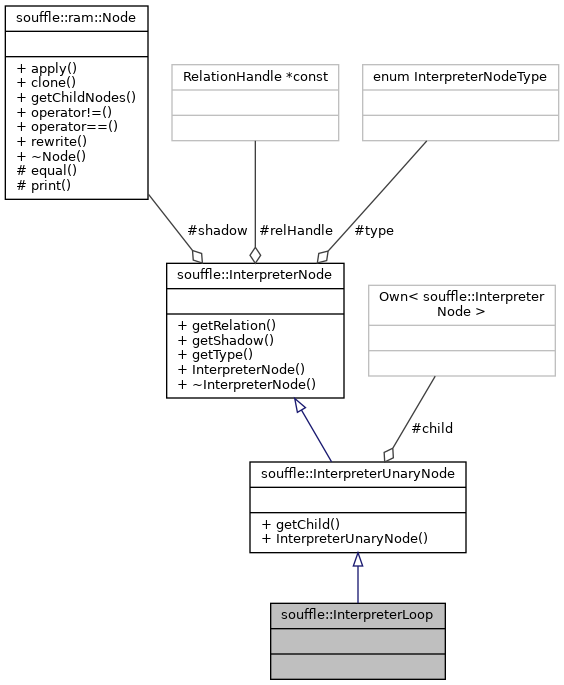 souffle::ram::Node
+ apply()
+ clone()
+ getChildNodes()
+ operator!=()
+ operator==()
+ rewrite()
+ ~Node()
# equal()
# print()
RelationHandle *const
enum InterpreterNodeType
#shadow
#relHandle
#type
souffle::InterpreterNode
+ getRelation()
+ getShadow()
+ getType()
+ InterpreterNode()
+ ~InterpreterNode()
Own< souffle::Interpreter
Node >
#child
souffle::InterpreterUnaryNode
+ getChild()
+ InterpreterUnaryNode()
souffle::InterpreterLoop